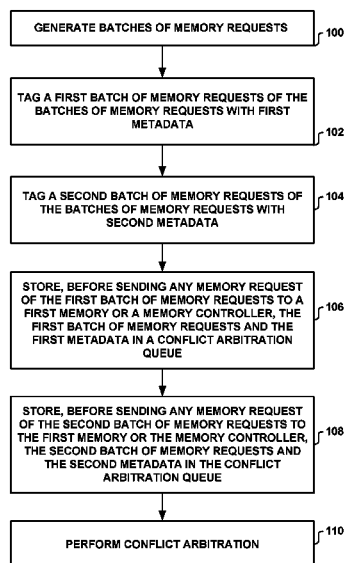 GENERATE BATCHES OF MEMORY REQUESTS
100
TAG A FIRST BATCH OF MEMORY REQUESTS OF THE
BATCHES OF MEMORY REQUESTS WITH FIRST
METADATA
102
TAG A SECOND BATCH OF MEMORY REQUESTS OF
THE BATCHES OF MEMORY REQUESTS WITH
SECOND METADATA
104
STORE, BEFORE SENDING ANY MEMORY REQUEST
OF THE FIRST BATCH OF MEMORY REQUESTS TO A
FIRST MEMORY OR A MEMORY CONTROLLER, THE
FIRST BATCH OF MEMORY REQUESTS AND THE
FIRST METADATA IN A CONFLICT ARBITRATION
QUEUE
106
STORE, BEFORE SENDING ANY MEMORY REQUEST
OF THE SECOND BATCH OF MEMORY REQUESTS TO
THE FIRST MEMORY OR THE MEMORY CONTROLLER,
THE SECOND BATCH OF MEMORY REQUESTS AND
THE SECOND METADATA IN THE CONFLICT
ARBITRATION QUEUE
108
PERFORM CONFLICT ARBITRATION
110